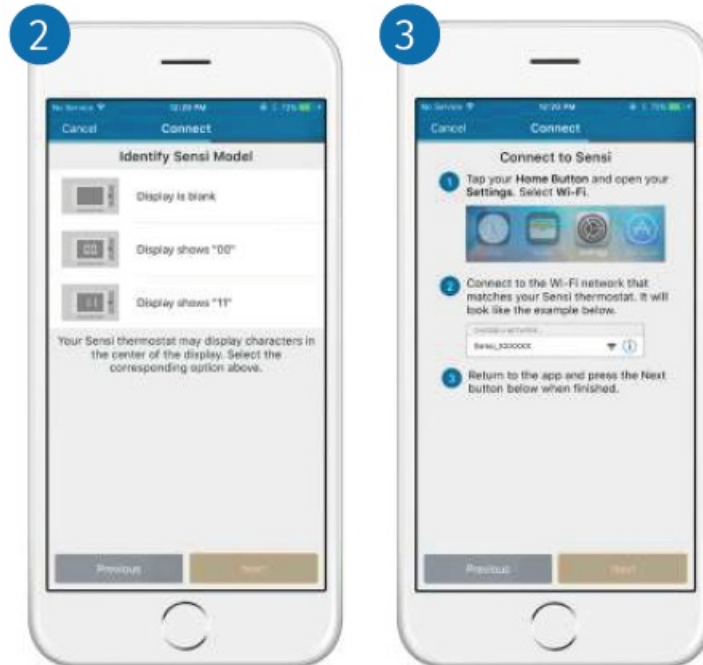 2
No Service 12:20 PM 73%
Cancel Connect
Identify Sensi Model
Display is blank
00
Display shows "00"
11
Display shows "11"
Your Sensi thermostat may display characters in
the center of the display. Select the
corresponding option above.
Previous Next
3
No Service 12:20 PM
Cancel Connect
Connect to Sensi
1 Tap your Home Button and open your
Settings. Select Wi-Fi.
2 Connect to the Wi-Fi network that
matches your Sensi thermostat. It will
look like the example below.
CHOOSE A NETWORK...
Sensi_XXXXXX
3 Return to the app and press the Next
button below when finished.
Previous Next